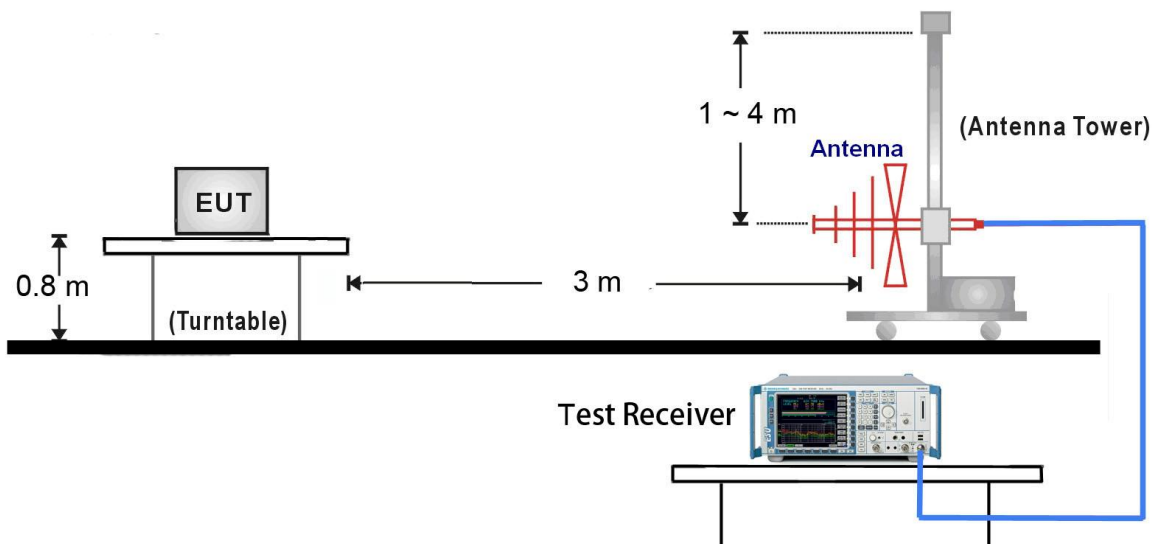 1 ~ 4 m
(Antenna Tower)
Antenna
EUT
0.8 m
3 m
(Turntable)
Test Receiver